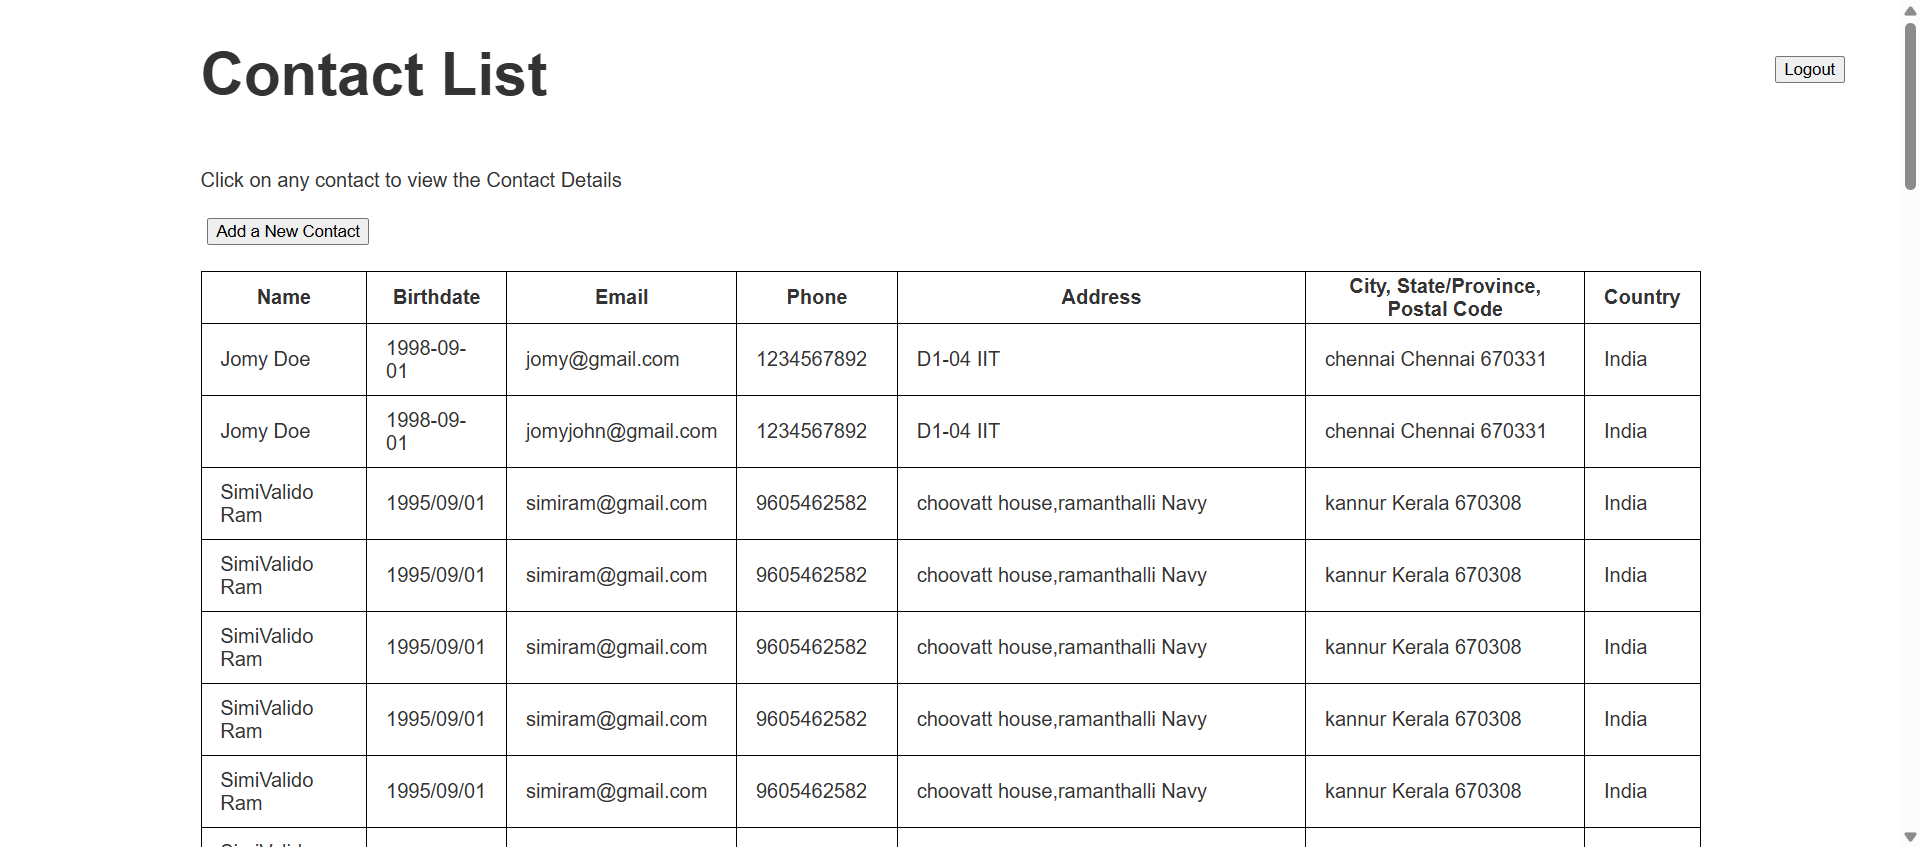 Contact List
Logout
Click on any contact to view the Contact Details
Add a New Contact
Name Birthdate Email Phone Address City, State/Province, Postal Code Country
Jomy Doe 1998-09-01 jomy@gmail.com 1234567892 D1-04 IIT chennai Chennai 670331 India
Jomy Doe 1998-09-01 jomyjohn@gmail.com 1234567892 D1-04 IIT chennai Chennai 670331 India
SimiValido Ram 1995/09/01 simiram@gmail.com 9605462582 choovatt house,ramanthalli Navy kannur Kerala 670308 India
SimiValido Ram 1995/09/01 simiram@gmail.com 9605462582 choovatt house,ramanthalli Navy kannur Kerala 670308 India
SimiValido Ram 1995/09/01 simiram@gmail.com 9605462582 choovatt house,ramanthalli Navy kannur Kerala 670308 India
SimiValido Ram 1995/09/01 simiram@gmail.com 9605462582 choovatt house,ramanthalli Navy kannur Kerala 670308 India
SimiValido Ram 1995/09/01 simiram@gmail.com 9605462582 choovatt house,ramanthalli Navy kannur Kerala 670308 India